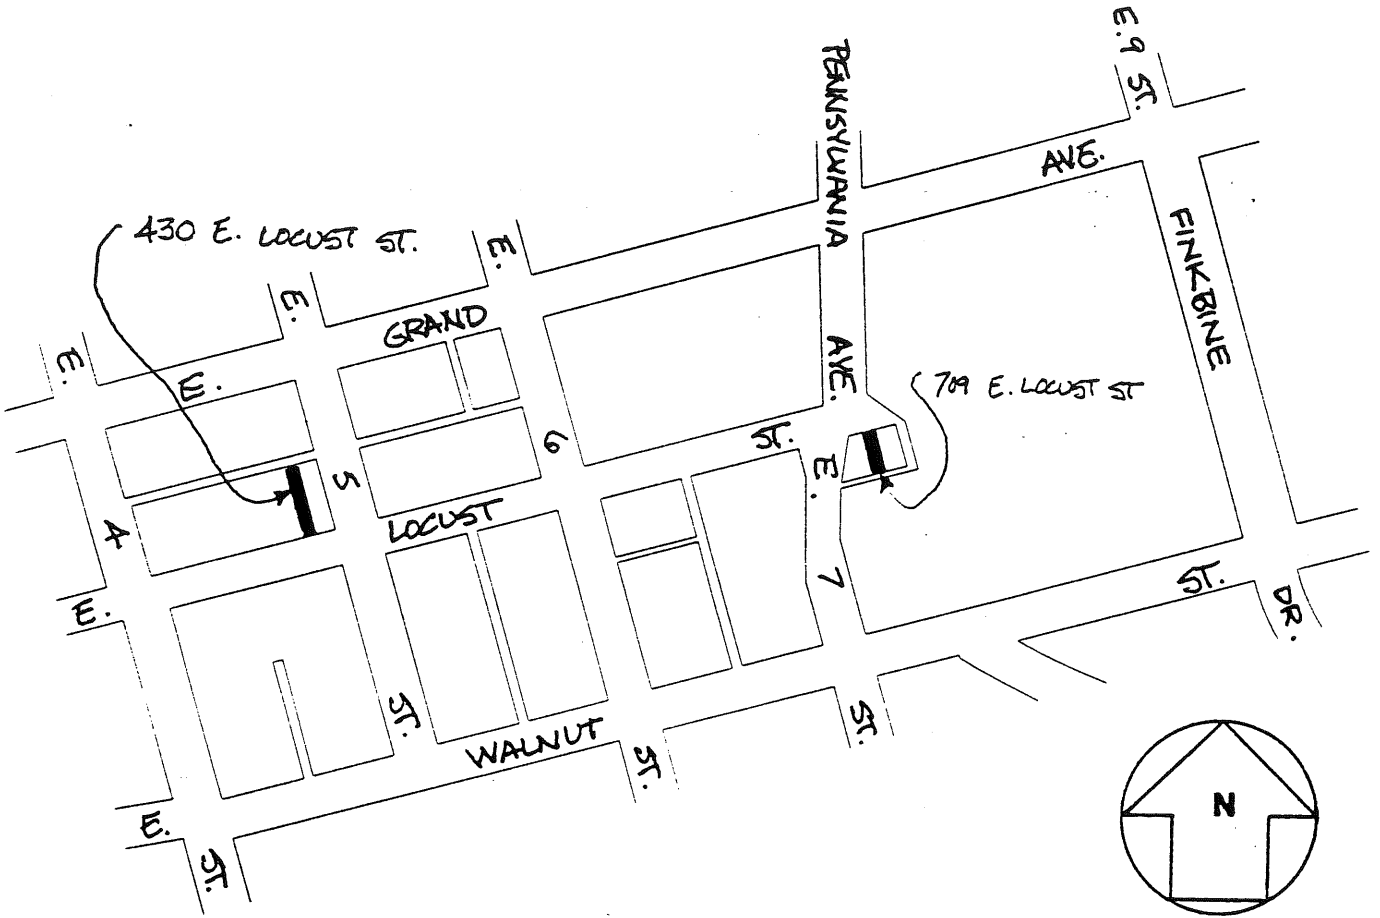 E. 9 ST.
PENNSYLVANIA AVE.
430 E. LOCUST ST.
E. GRAND AVE.
E. 4 ST.
E. 5 ST.
E. 6 ST.
E. 7 ST.
709 E. LOCUST ST
E. LOCUST ST.
FINKBINE DR.
E. WALNUT ST.
N